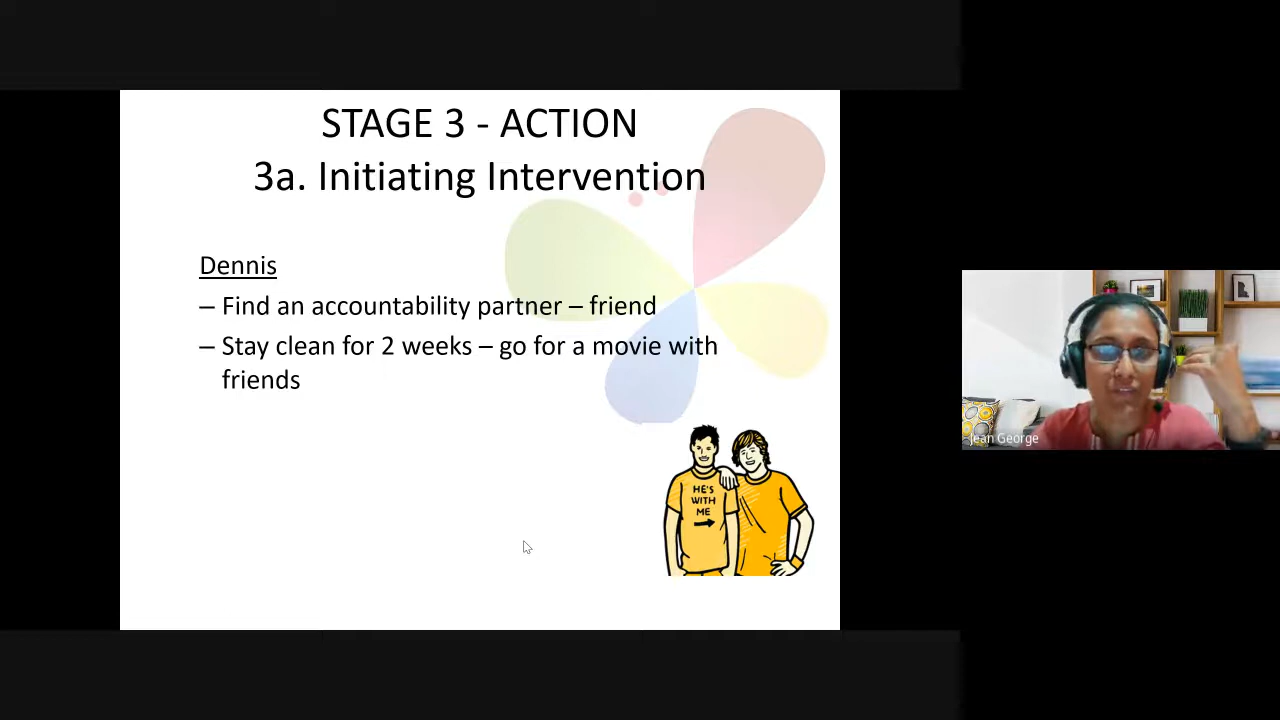 STAGE 3 - ACTION
3a. Initiating Intervention
Dennis
– Find an accountability partner – friend
– Stay clean for 2 weeks – go for a movie with
friends
HE'S
WITH
ME
Jean George